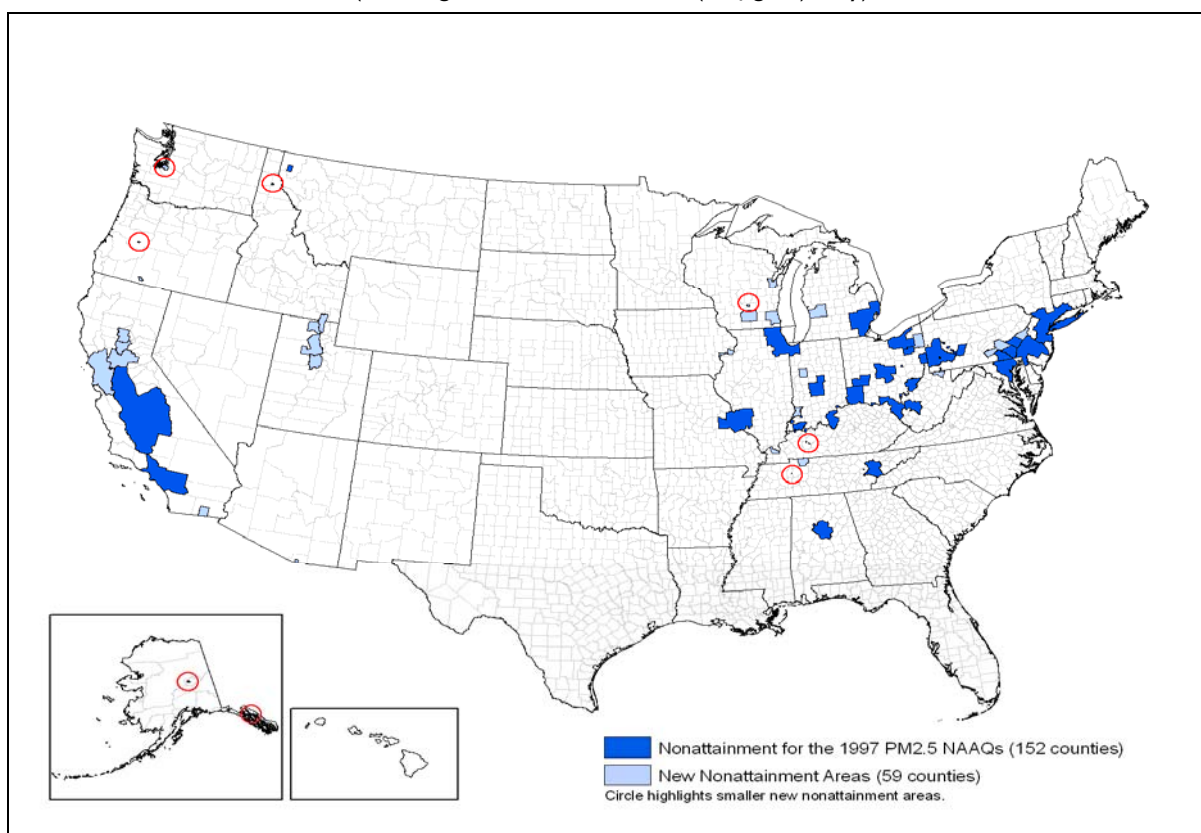 Nonattainment for the 1997 PM2.5 NAAQs (152 counties)
New Nonattainment Areas (59 counties)
Circle highlights smaller new nonattainment areas.